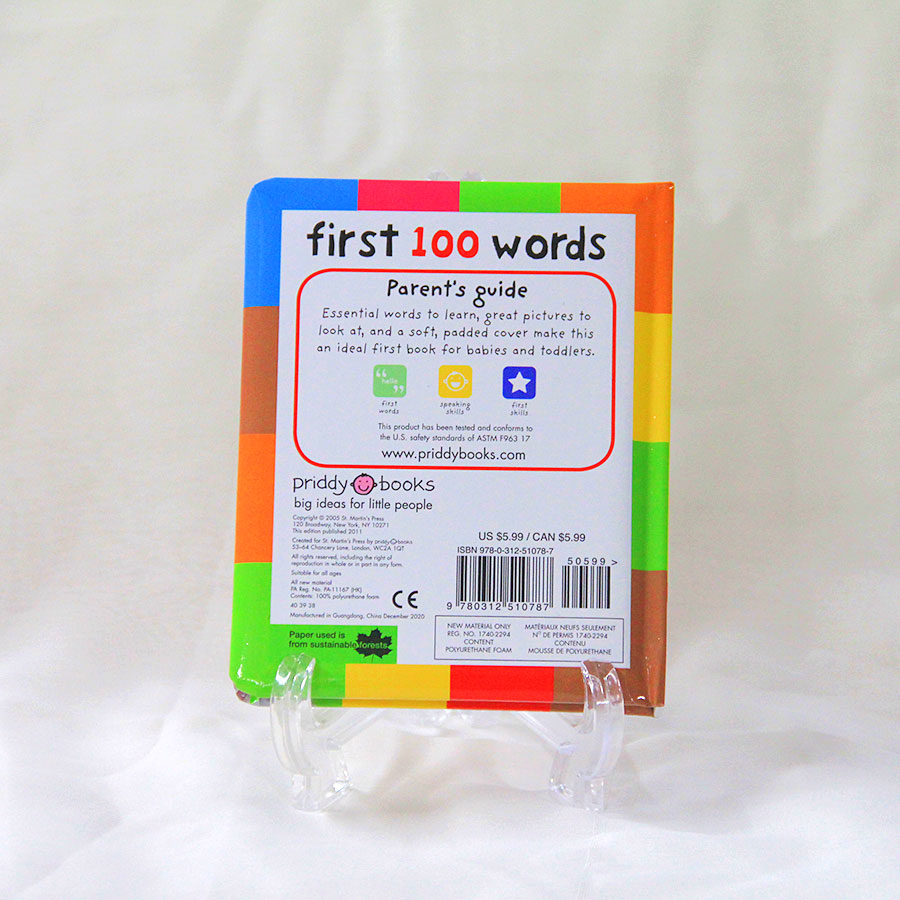 first 100 words
Parent's guide
Essential words to learn, great pictures to
look at, and a soft, padded cover make this
an ideal first book for babies and toddlers.
“ hello ”
first
words
speaking
skills
first
skills
This product has been tested and conforms to
the U.S. safety standards of ASTM F963 17
www.priddybooks.com
priddy books
big ideas for little people
Copyright © 2005 St. Martin's Press
120 Broadway, New York, NY 10271
This edition published 2011
Created for St. Martin's Press by priddy books
53–64 Chancery Lane, London, WC2A 1QT
All rights reserved, including the right of
reproduction in whole or in part in any form.
Suitable for all ages
All new material
PA Reg. No. PA-11167 (HK)
Contents: 100% polyurethane foam
40 39 38
Manufactured in Guangdong, China December 2020
CE
US $5.99 / CAN $5.99
ISBN 978-0-312-51078-7
50599 >
9 780312 510787
NEW MATERIAL ONLY
REG. NO. 1740-2294
CONTENT
POLYURETHANE FOAM
MATÉRIAUX NEUFS SEULEMENT
N° DE PERMIS 1740-2294
CONTENU
MOUSSE DE POLYURETHANE
Paper used is
from sustainable forests